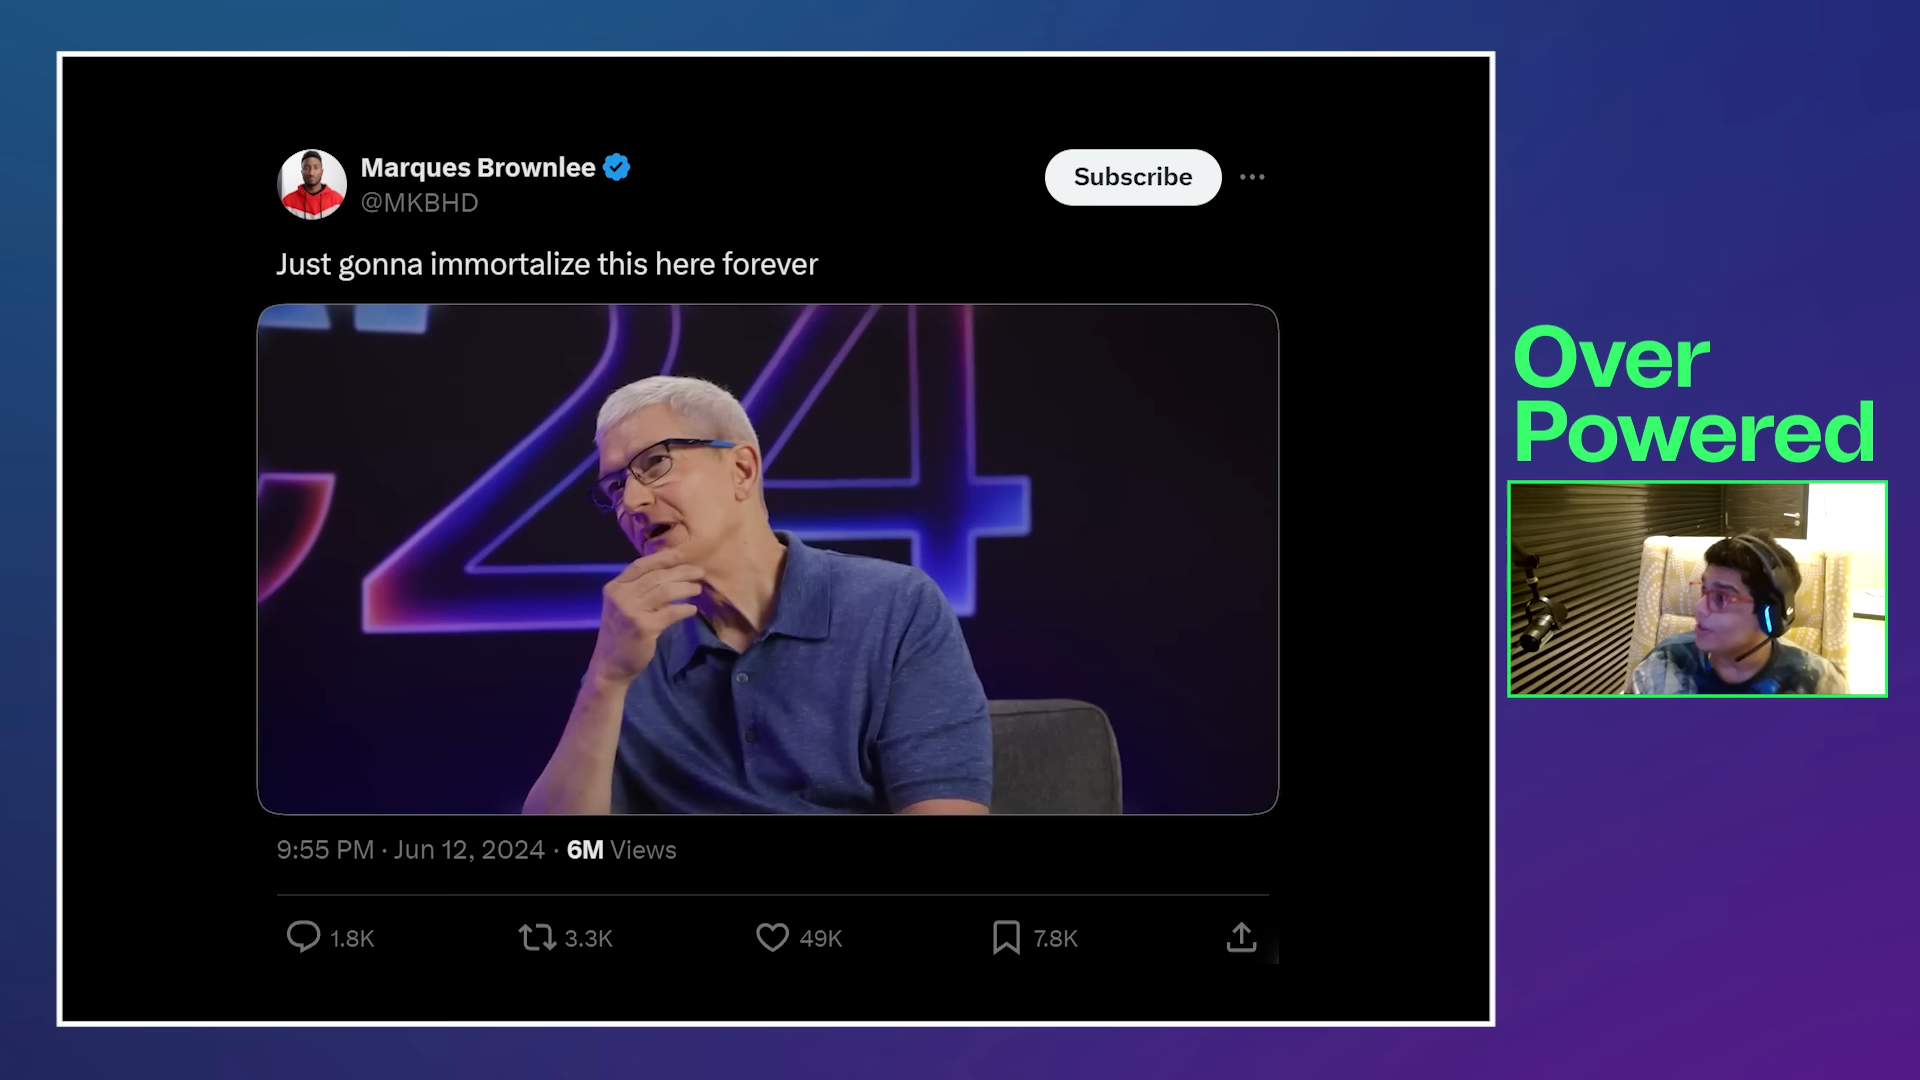 Marques Brownlee
@MKBHD
Subscribe
Just gonna immortalize this here forever
24
9:55 PM · Jun 12, 2024 · 6M Views
1.8K
3.3K
49K
7.8K
Over
Powered